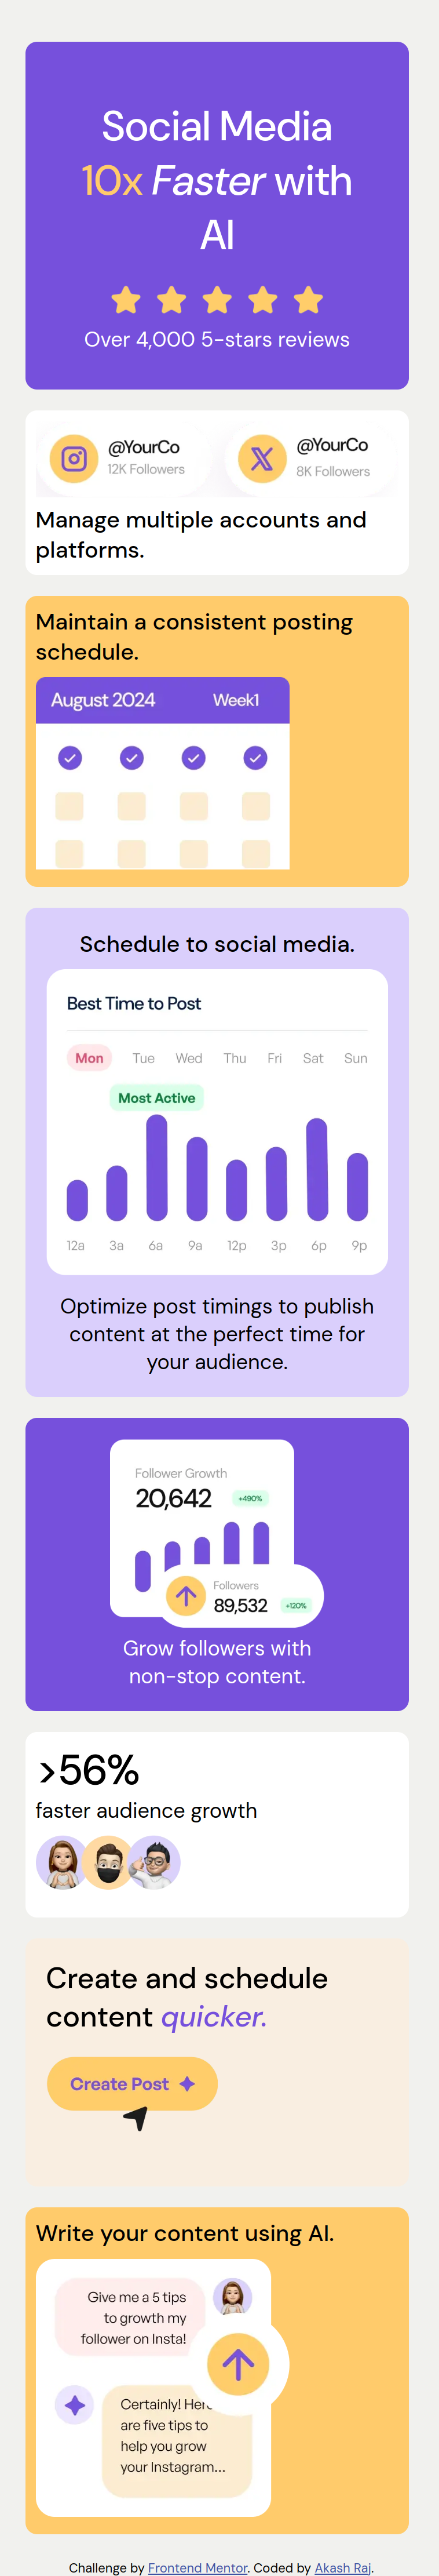 Social Media
10x Faster with
AI
Over 4,000 5-stars reviews
@YourCo
12K Followers
@YourCo
8K Followers
Manage multiple accounts and
platforms.
Maintain a consistent posting
schedule.
August 2024 Week1
Schedule to social media.
Best Time to Post
Mon Tue Wed Thu Fri Sat Sun
Most Active
12a 3a 6a 9a 12p 3p 6p 9p
Optimize post timings to publish
content at the perfect time for
your audience.
Follower Growth
20,642 +490%
Followers
89,532 +120%
Grow followers with
non-stop content.
>56%
faster audience growth
Create and schedule
content quicker.
Create Post
Write your content using AI.
Give me a 5 tips
to growth my
follower on Insta!
Certainly! Here
are five tips to
help you grow
your Instagram...
Challenge by Frontend Mentor. Coded by Akash Raj.